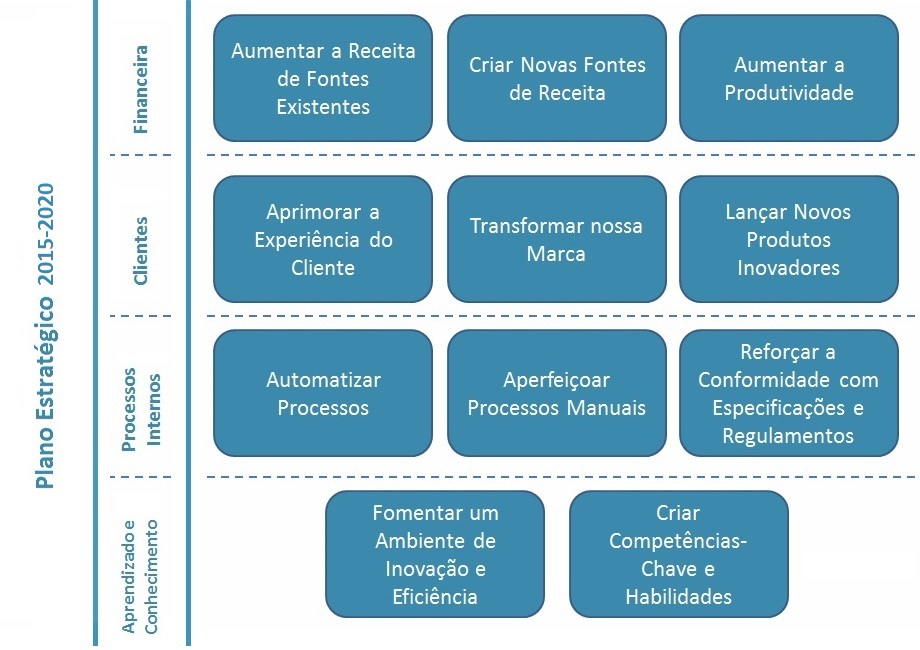 Plano Estratégico 2015-2020
Financeira
Aumentar a Receita
de Fontes
Existentes
Criar Novas Fontes
de Receita
Aumentar a
Produtividade
Clientes
Aprimorar a
Experiência do
Cliente
Transformar nossa
Marca
Lançar Novos
Produtos
Inovadores
Processos
Internos
Automatizar
Processos
Aperfeiçoar
Processos Manuais
Reforçar a
Conformidade com
Especificações e
Regulamentos
Aprendizado e
Conhecimento
Fomentar um
Ambiente de
Inovação e
Eficiência
Criar
Competências-
Chave e
Habilidades